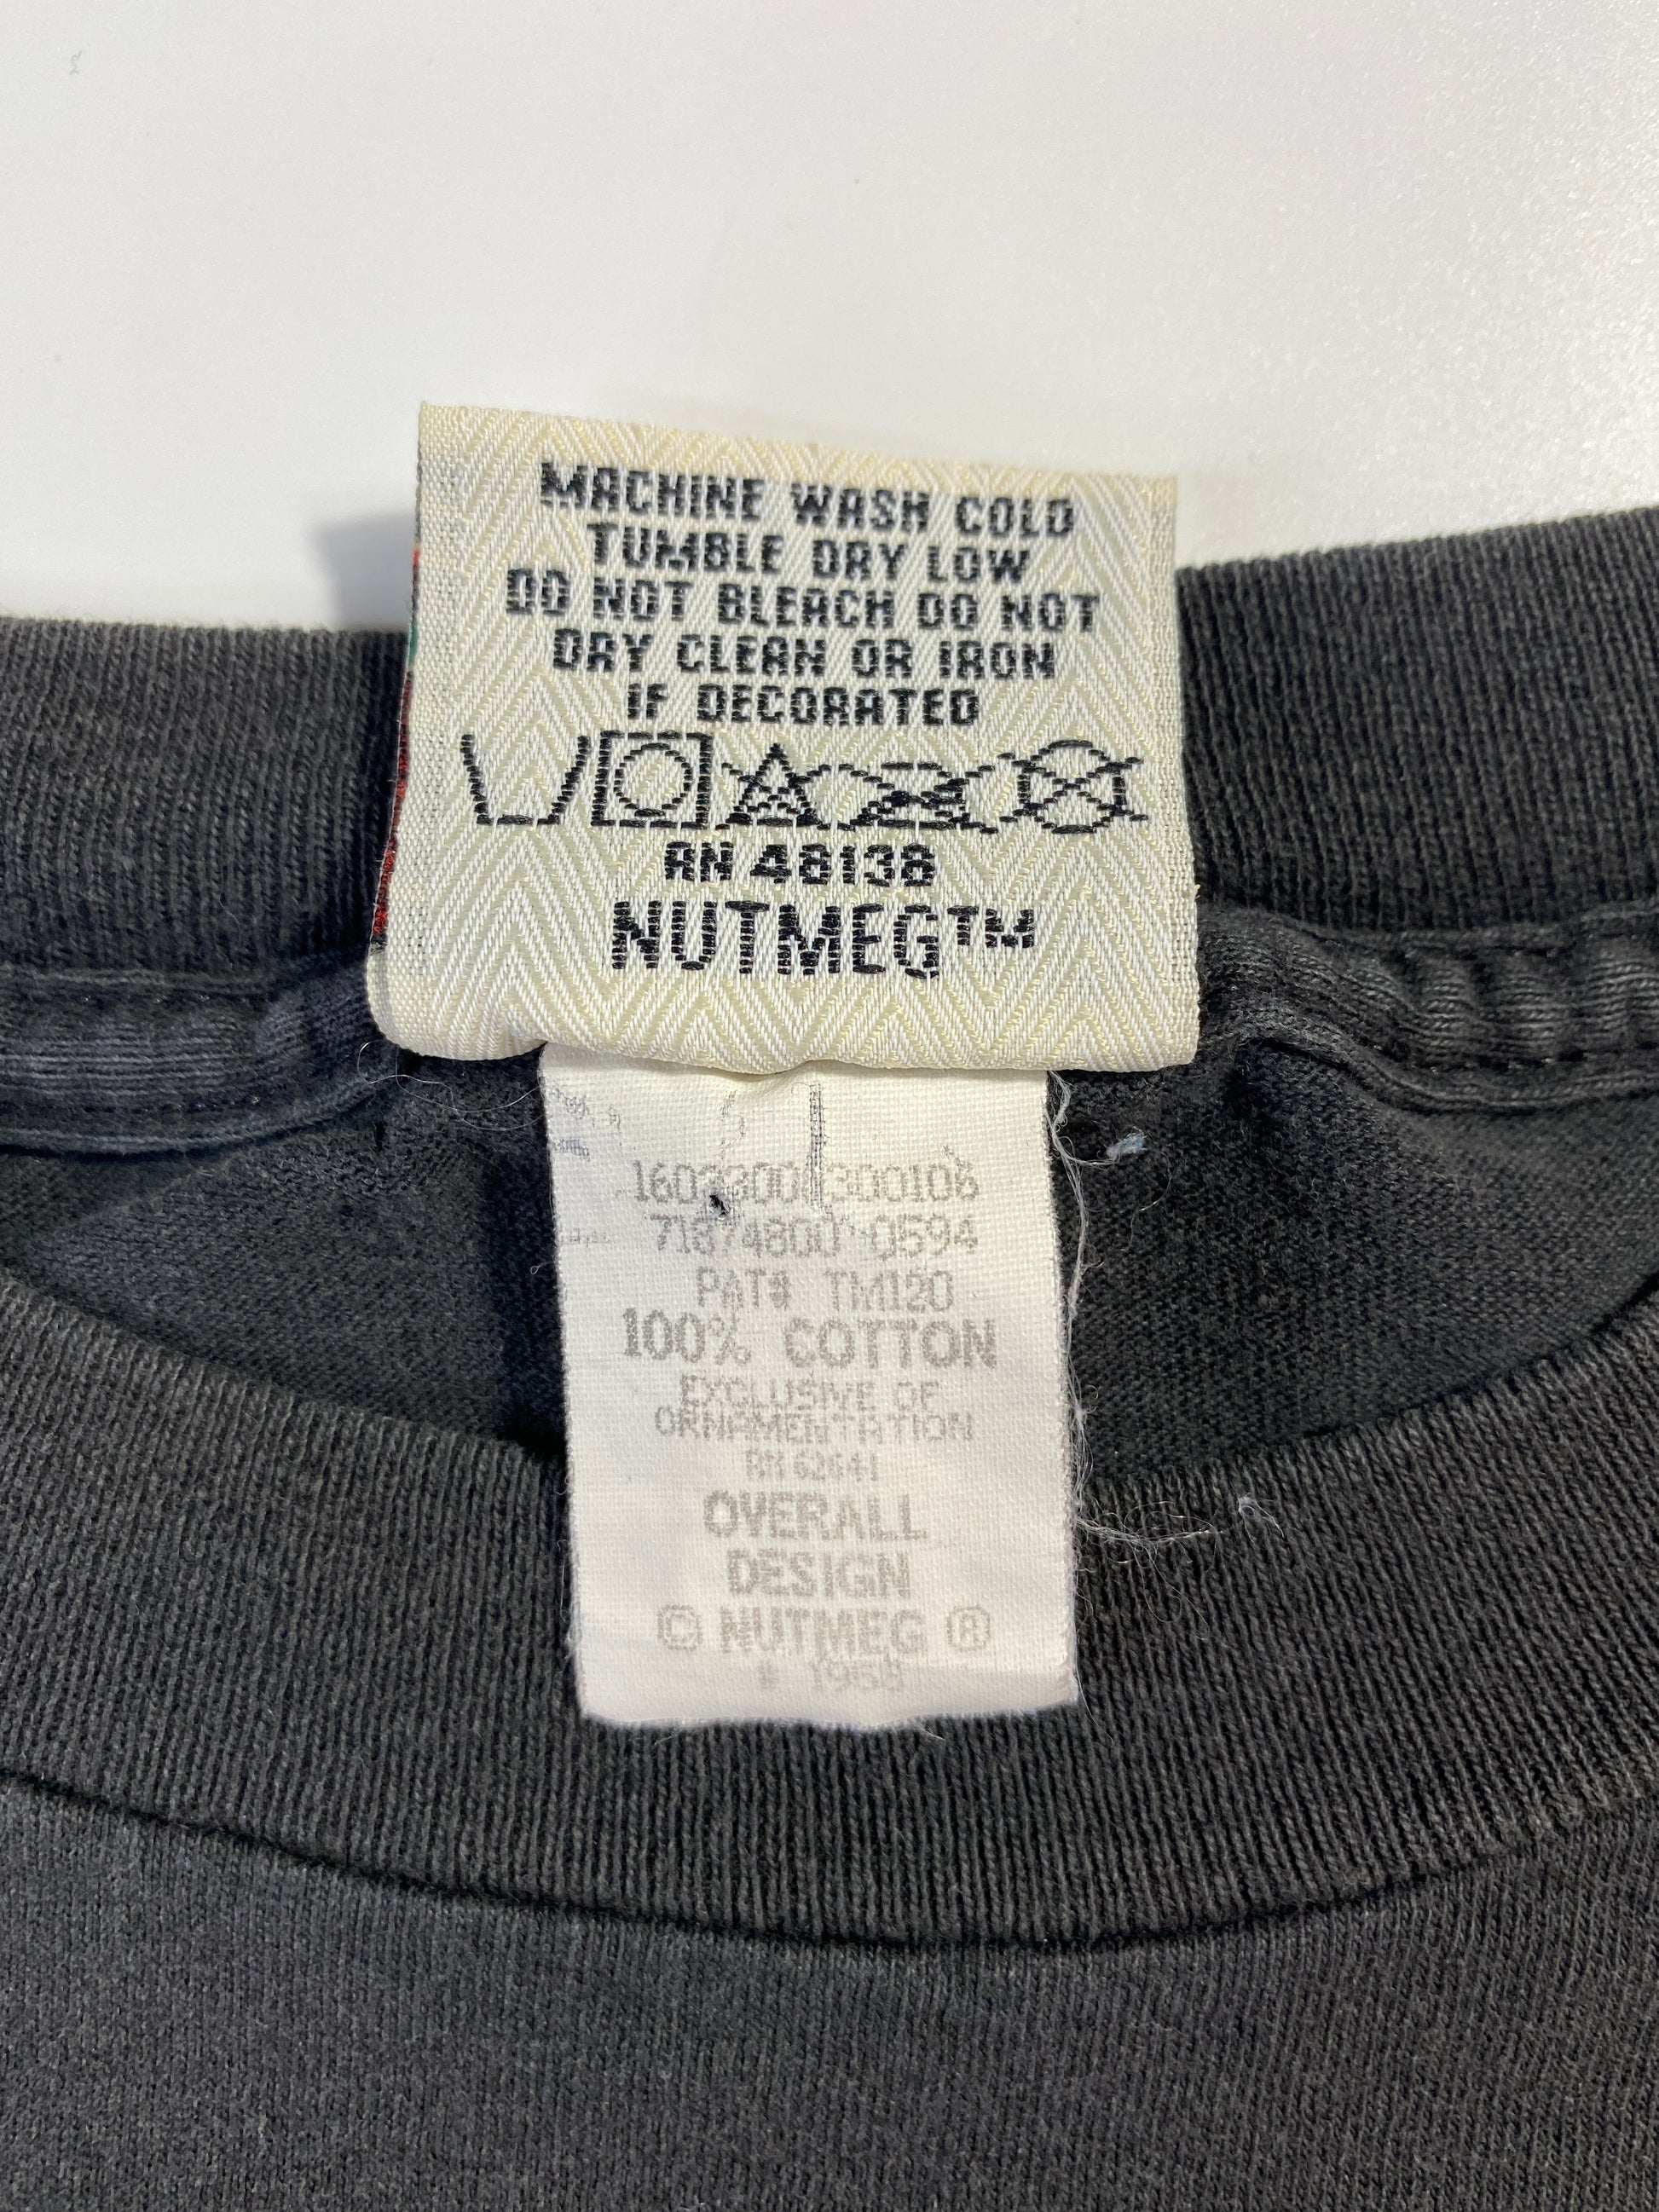 MACHINE WASH COLD
TUMBLE DRY LOW
DO NOT BLEACH DO NOT
DRY CLEAN OR IRON
IF DECORATED
RN 48138
NUTMEG™
0594
PAT# TM120
100% COTTON
EXCLUSIVE OF
ORNAMENTATION
RN 62641
OVERALL
DESIGN
© NUTMEG ®